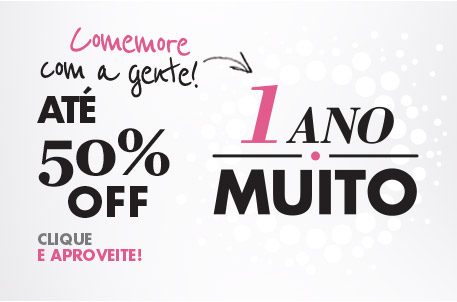 Comemore
com a gente!
ATÉ
50%
OFF
CLIQUE
E APROVEITE!
1 ANO
MUITO